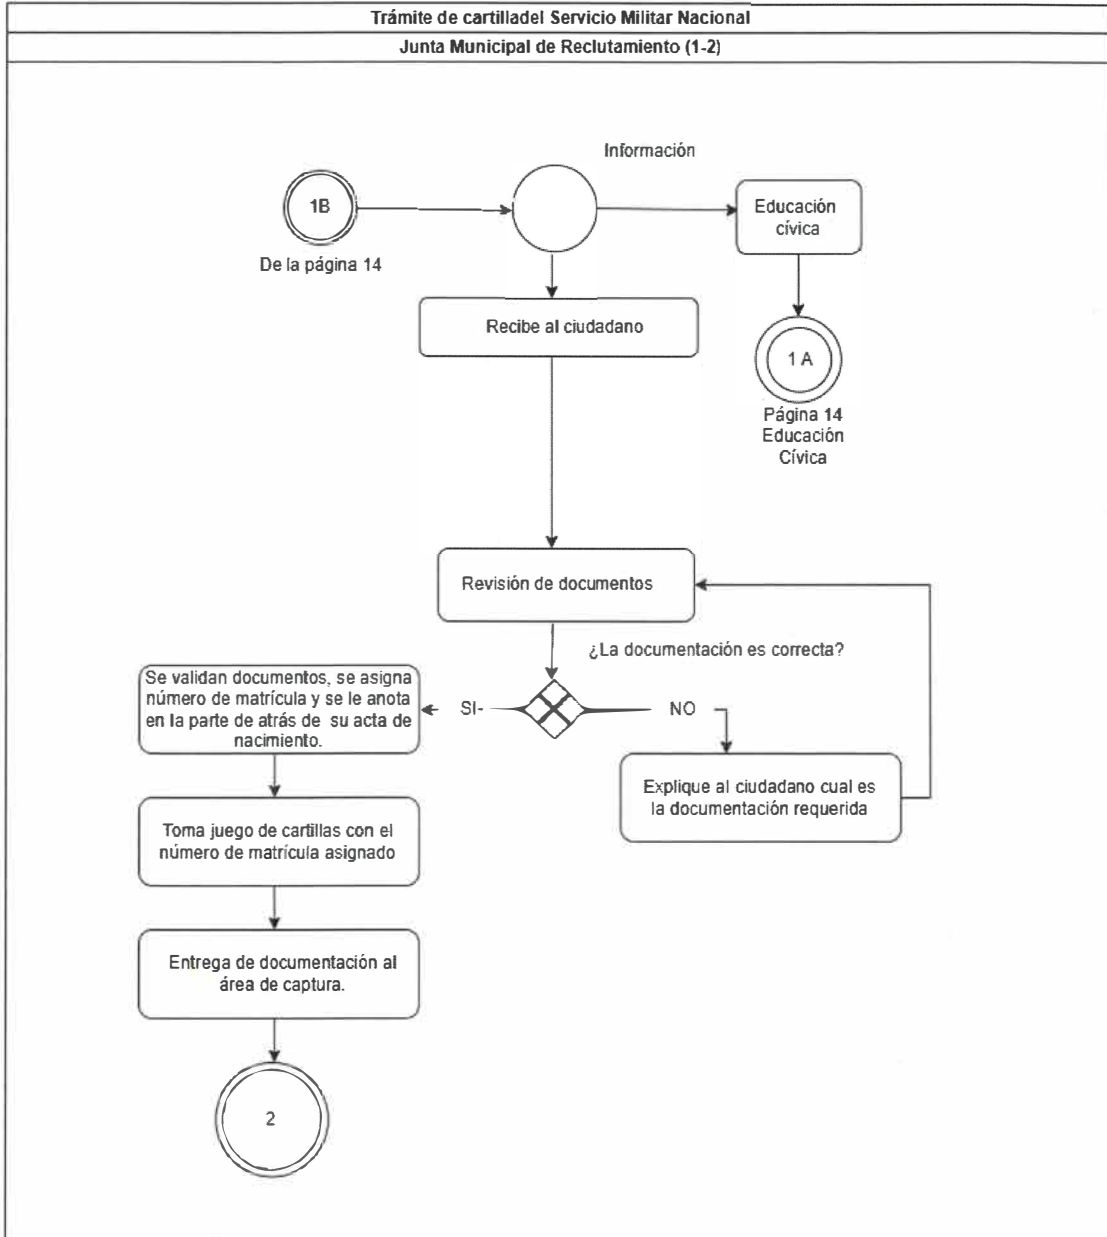 Trámite de cartilladel Servicio Militar Nacional
Junta Municipal de Reclutamiento (1-2)
Información
1B
De la página 14
Educación
cívica
Recibe al ciudadano
1 A
Página 14
Educación
Cívica
Revisión de documentos
¿La documentación es correcta?
Se validan documentos, se asigna
número de matrícula y se le anota
en la parte de atrás de su acta de
nacimiento.
SI-
NO
Explique al ciudadano cual es
la documentación requerida
Toma juego de cartillas con el
número de matrícula asignado
Entrega de documentación al
área de captura.
2